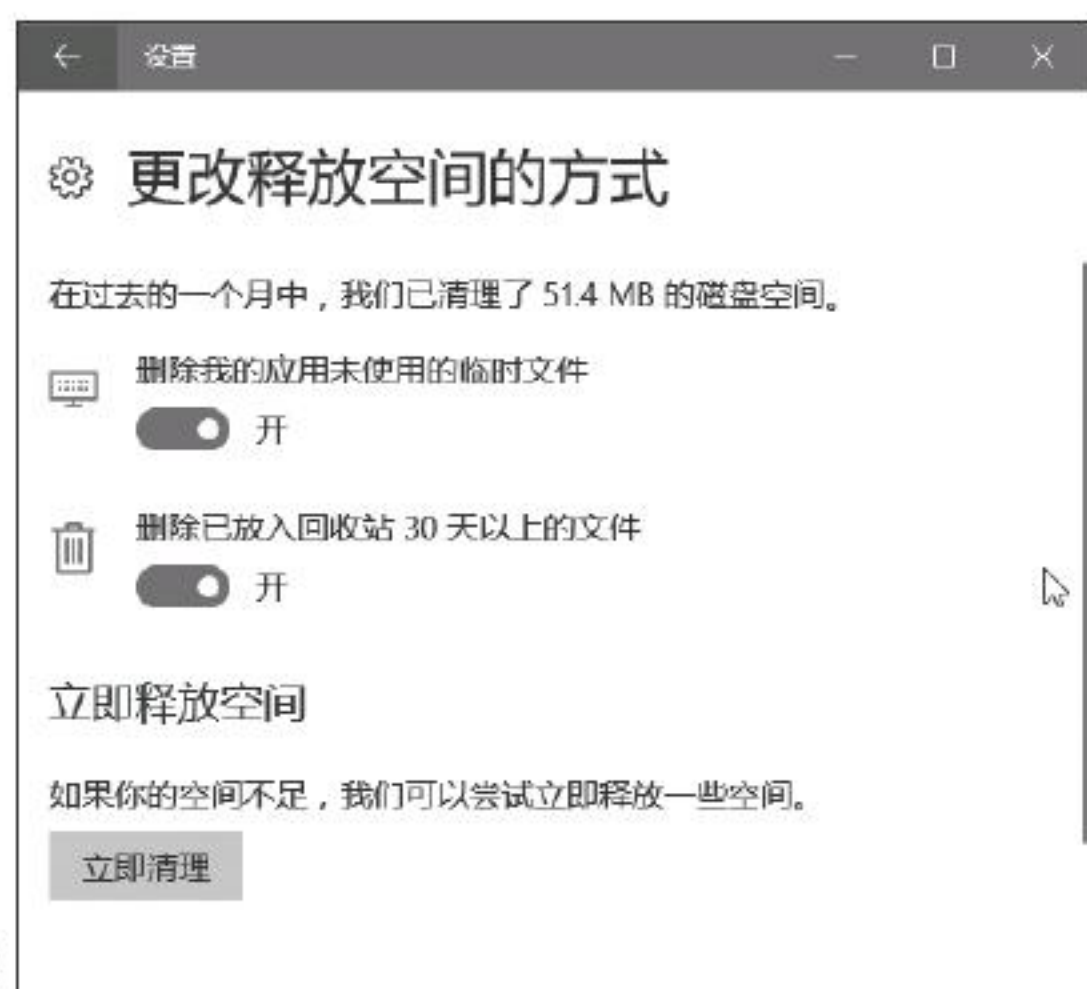 设置
更改释放空间的方式
在过去的一个月中，我们已清理了 51.4 MB 的磁盘空间。
删除我的应用未使用的临时文件
开
删除已放入回收站 30 天以上的文件
开
立即释放空间
如果你的空间不足，我们可以尝试立即释放一些空间。
立即清理